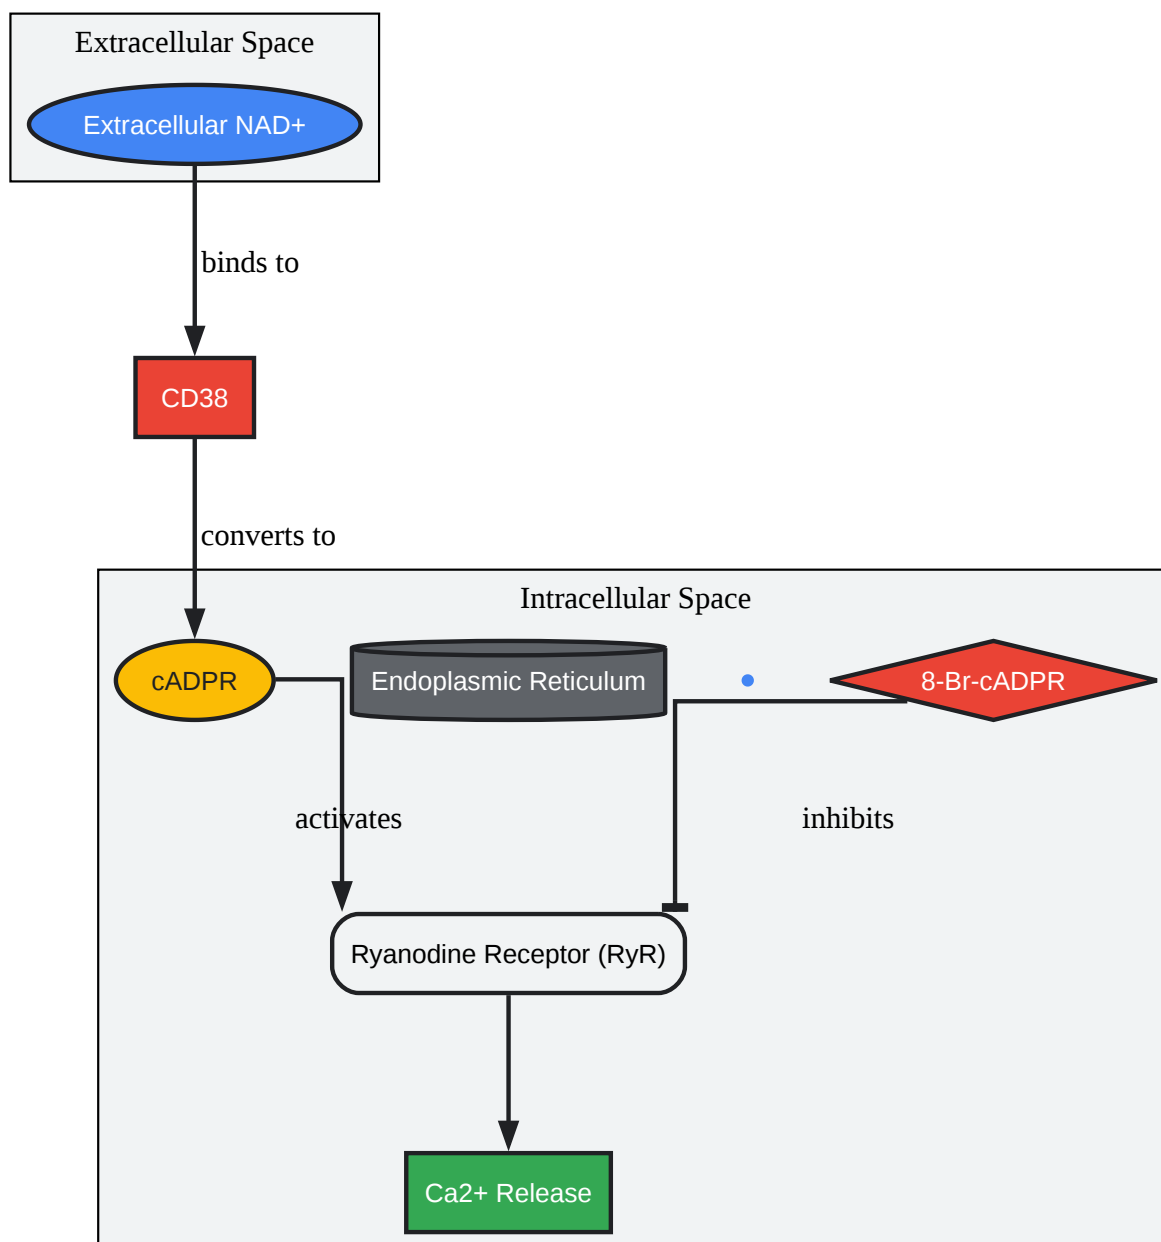 Extracellular Space
Extracellular NAD+
binds to
CD38
converts to
Intracellular Space
cADPR
Endoplasmic Reticulum
8-Br-cADPR
activates
inhibits
Ryanodine Receptor (RyR)
Ca2+ Release